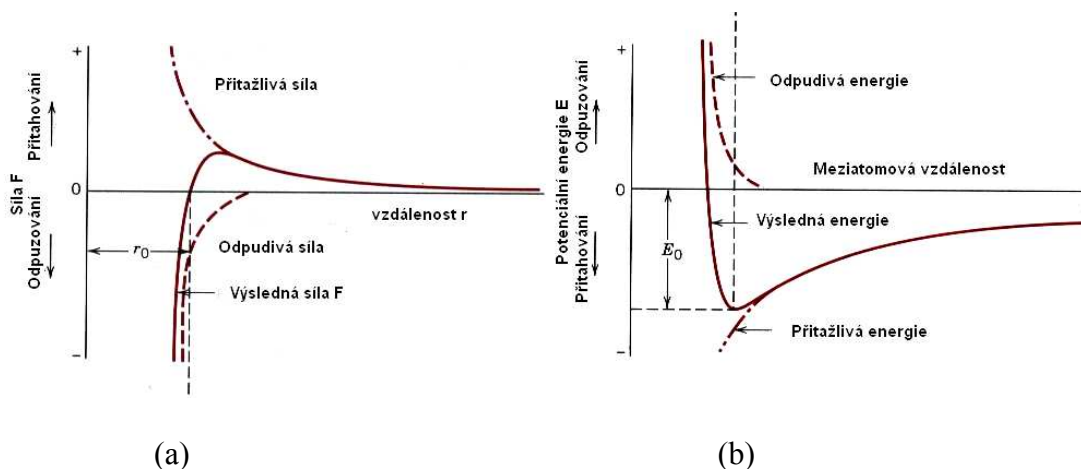 +
Přitahování
Síla F
0
Odpuzování
−
Přitažlivá síla
vzdálenost r
r0
Odpudivá síla
Výsledná síla F
(a)
+
Potenciální energie E
Odpuzování
0
Přitahování
−
Odpudivá energie
Meziatomová vzdálenost
Výsledná energie
E0
Přitažlivá energie
(b)